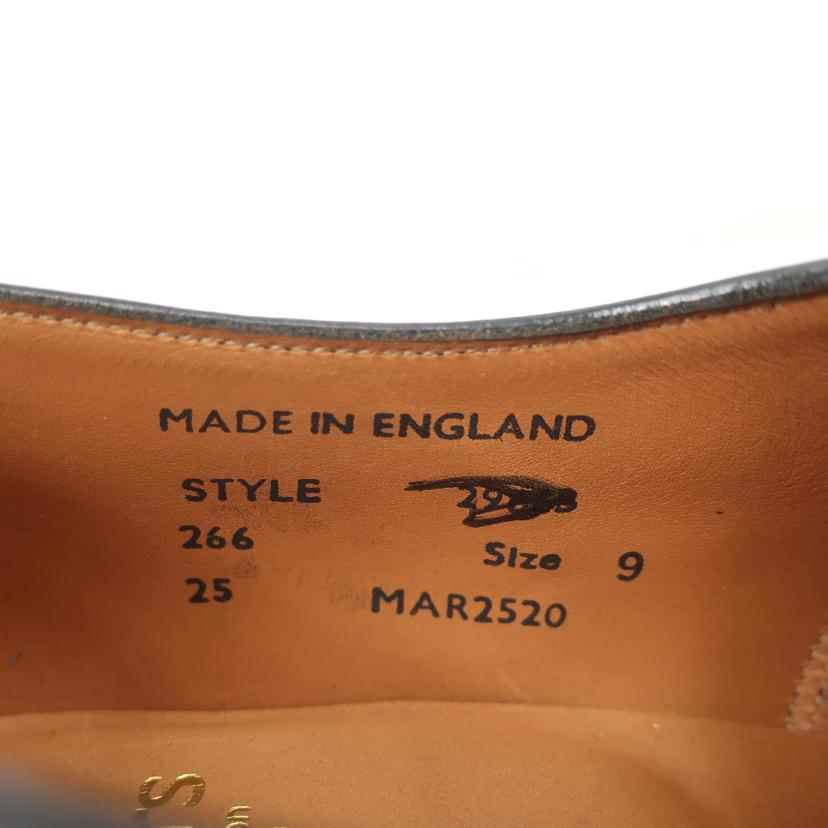 MADE IN ENGLAND
STYLE
266
Size 9
25 MAR2520